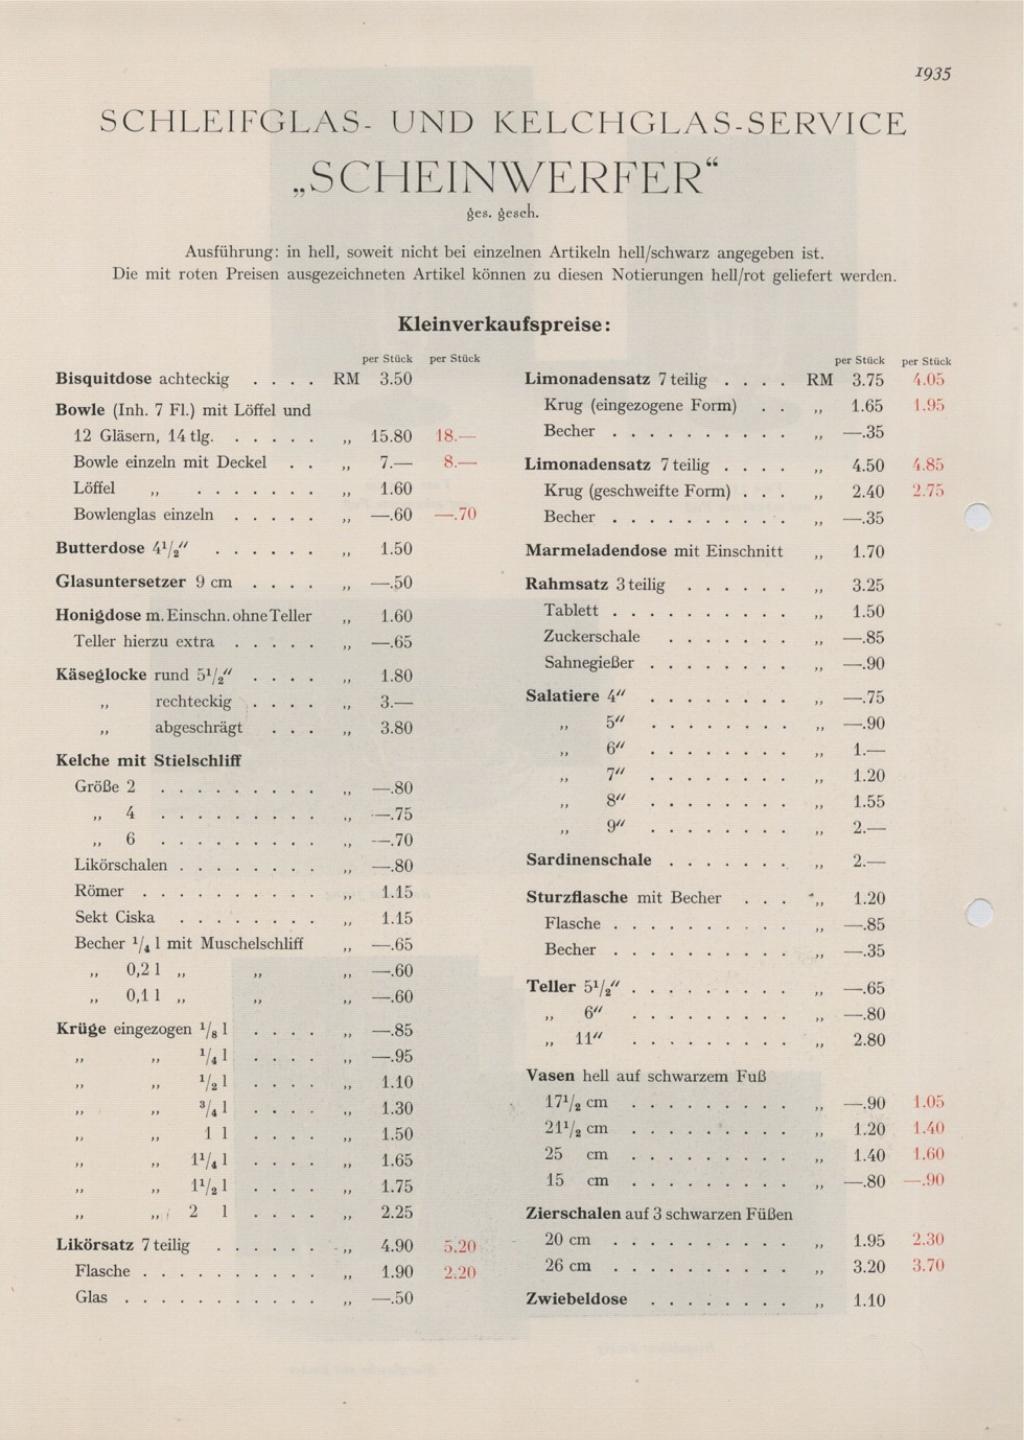 1935
SCHLEIFGLAS- UND KELCHGLAS-SERVICE
„SCHEINWERFER“
ges. gesch.
Ausführung: in hell, soweit nicht bei einzelnen Artikeln hell/schwarz angegeben ist.
Die mit roten Preisen ausgezeichneten Artikel können zu diesen Notierungen hell/rot geliefert werden.
Kleinverkaufspreise:
per Stück per Stück
Bisquitdose achteckig . . . . RM 3.50
Bowle (Inh. 7 Fl.) mit Löffel und
12 Gläsern, 14 tlg. . . . . . „ 15.80 18.—
Bowle einzeln mit Deckel . . „ 7.— 8.—
Löffel „ . . . . . . . „ 1.60
Bowlenglas einzeln . . . . . „ —.60 —.70
Butterdose 4¹/₂″ . . . . . . „ 1.50
Glasuntersetzer 9 cm . . . . „ —.50
Honigdose m. Einschn. ohne Teller „ 1.60
Teller hierzu extra . . . . . „ —.65
Käseglocke rund 5¹/₂″ . . . . „ 1.80
„ rechteckig . . . . „ 3.—
„ abgeschrägt . . . „ 3.80
Kelche mit Stielschliff
Größe 2 . . . . . . . . . „ —.80
„ 4 . . . . . . . . . „ —.75
„ 6 . . . . . . . . . „ —.70
Likörschalen . . . . . . . . „ —.80
Römer . . . . . . . . . . „ 1.15
Sekt Ciska . . . . . . . . „ 1.15
Becher ¹/₄ l mit Muschelschliff „ —.65
„ 0,2 l „ „ „ —.60
„ 0,1 l „ „ „ —.60
Krüge eingezogen ¹/₈ l . . . . „ —.85
„ „ ¹/₄ l . . . . „ —.95
„ „ ¹/₂ l . . . . „ 1.10
„ „ ³/₄ l . . . . „ 1.30
„ „ 1 l . . . . „ 1.50
„ „ 1¹/₄ l . . . . „ 1.65
„ „ 1¹/₂ l . . . . „ 1.75
„ „ 2 l . . . . „ 2.25
Likörsatz 7 teilig . . . . . . „ 4.90 5.20
Flasche . . . . . . . . . . „ 1.90 2.20
Glas . . . . . . . . . . . „ —.50
per Stück per Stück
Limonadensatz 7 teilig . . . . RM 3.75 4.05
Krug (eingezogene Form) . . „ 1.65 1.95
Becher . . . . . . . . . . „ —.35
Limonadensatz 7 teilig . . . . „ 4.50 4.85
Krug (geschweifte Form) . . . „ 2.40 2.75
Becher . . . . . . . . . . „ —.35
Marmeladendose mit Einschnitt „ 1.70
Rahmsatz 3 teilig . . . . . . „ 3.25
Tablett . . . . . . . . . . „ 1.50
Zuckerschale . . . . . . . „ —.85
Sahnegießer . . . . . . . . „ —.90
Salatiere 4″ . . . . . . . . „ —.75
„ 5″ . . . . . . . . „ —.90
„ 6″ . . . . . . . . „ 1.—
„ 7″ . . . . . . . . „ 1.20
„ 8″ . . . . . . . . „ 1.55
„ 9″ . . . . . . . . „ 2.—
Sardinenschale . . . . . . . „ 2.—
Sturzflasche mit Becher . . . „ 1.20
Flasche . . . . . . . . . . „ —.85
Becher . . . . . . . . . . „ —.35
Teller 5¹/₂″ . . . . . . . . . „ —.65
„ 6″ . . . . . . . . . „ —.80
„ 11″ . . . . . . . . . „ 2.80
Vasen hell auf schwarzem Fuß
17¹/₂ cm . . . . . . . . . „ —.90 1.05
21¹/₂ cm . . . . . . . . . „ 1.20 1.40
25 cm . . . . . . . . . „ 1.40 1.60
15 cm . . . . . . . . . „ —.80 —.90
Zierschalen auf 3 schwarzen Füßen
20 cm . . . . . . . . . . „ 1.95 2.30
26 cm . . . . . . . . . . „ 3.20 3.70
Zwiebeldose . . . . . . . . „ 1.10